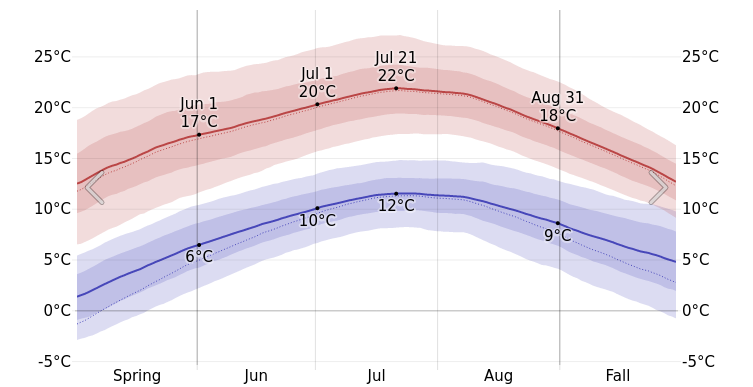 25°C 25°C
20°C 20°C
15°C 15°C
10°C 10°C
5°C 5°C
0°C 0°C
-5°C -5°C
Jun 1
17°C
Jul 1
20°C
Jul 21
22°C
Aug 31
18°C
6°C
10°C
12°C
9°C
Spring Jun Jul Aug Fall